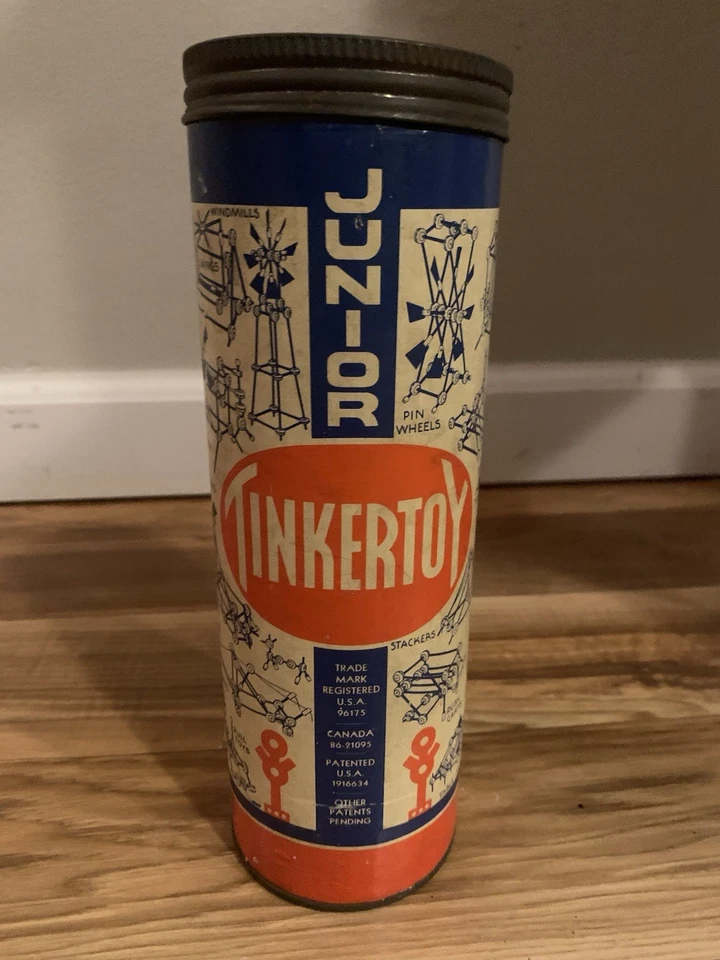 JUNIOR
WINDMILLS
PIN
WHEELS
TINKERTOY
STACKERS
TRADE
MARK
REGISTERED
U.S.A.
96175
CANADA
86-21095
PATENTED
U.S.A.
1916634
OTHER
PATENTS
PENDING